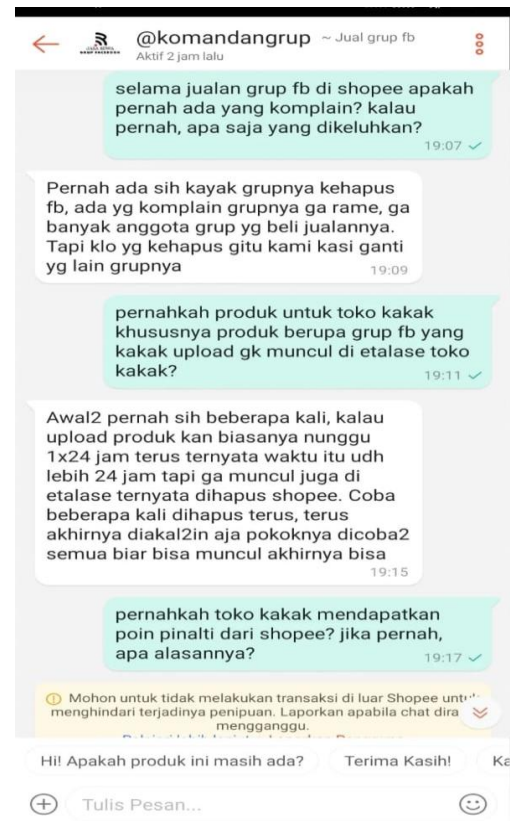 @komandangrup ~ Jual grup fb
Aktif 2 jam lalu
selama jualan grup fb di shopee apakah
pernah ada yang komplain? kalau
pernah, apa saja yang dikeluhkan?
19:07
Pernah ada sih kayak grupnya kehapus
fb, ada yg komplain grupnya ga rame, ga
banyak anggota grup yg beli jualannya.
Tapi klo yg kehapus gitu kami kasi ganti
yg lain grupnya
19:09
pernahkah produk untuk toko kakak
khususnya produk berupa grup fb yang
kakak upload gk muncul di etalase toko
kakak?
19:11
Awal2 pernah sih beberapa kali, kalau
upload produk kan biasanya nunggu
1x24 jam terus ternyata waktu itu udh
lebih 24 jam tapi ga muncul juga di
etalase ternyata dihapus shopee. Coba
beberapa kali dihapus terus, terus
akhirnya diakal2in aja pokoknya dicoba2
semua biar bisa muncul akhirnya bisa
19:15
pernahkah toko kakak mendapatkan
poin pinalti dari shopee? jika pernah,
apa alasannya?
19:17
Mohon untuk tidak melakukan transaksi di luar Shopee untu
menghindari terjadinya penipuan. Laporkan apabila chat dira
mengganggu.
Hi! Apakah produk ini masih ada?
Terima Kasih!
Ka
Tulis Pesan...